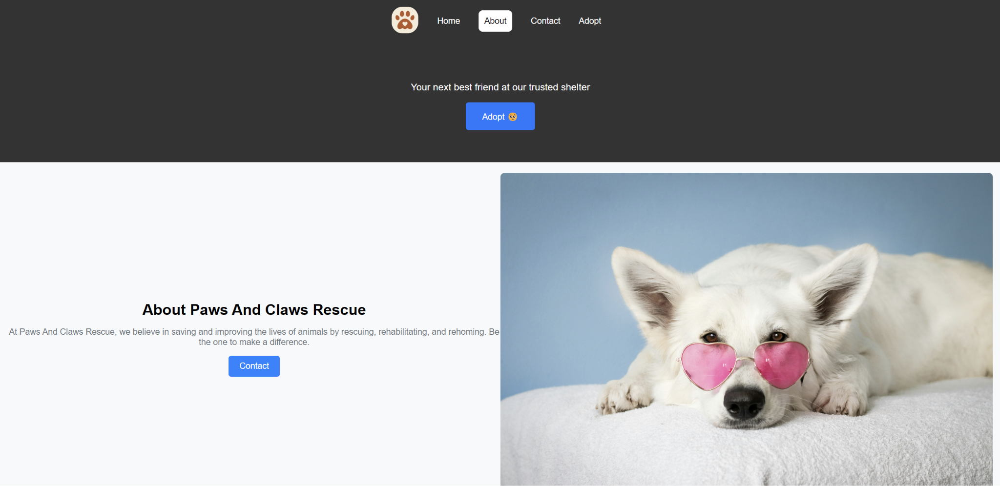 Home About Contact Adopt
Your next best friend at our trusted shelter
Adopt 🥺
About Paws And Claws Rescue
At Paws And Claws Rescue, we believe in saving and improving the lives of animals by rescuing, rehabilitating, and rehoming. Be
the one to make a difference.
Contact